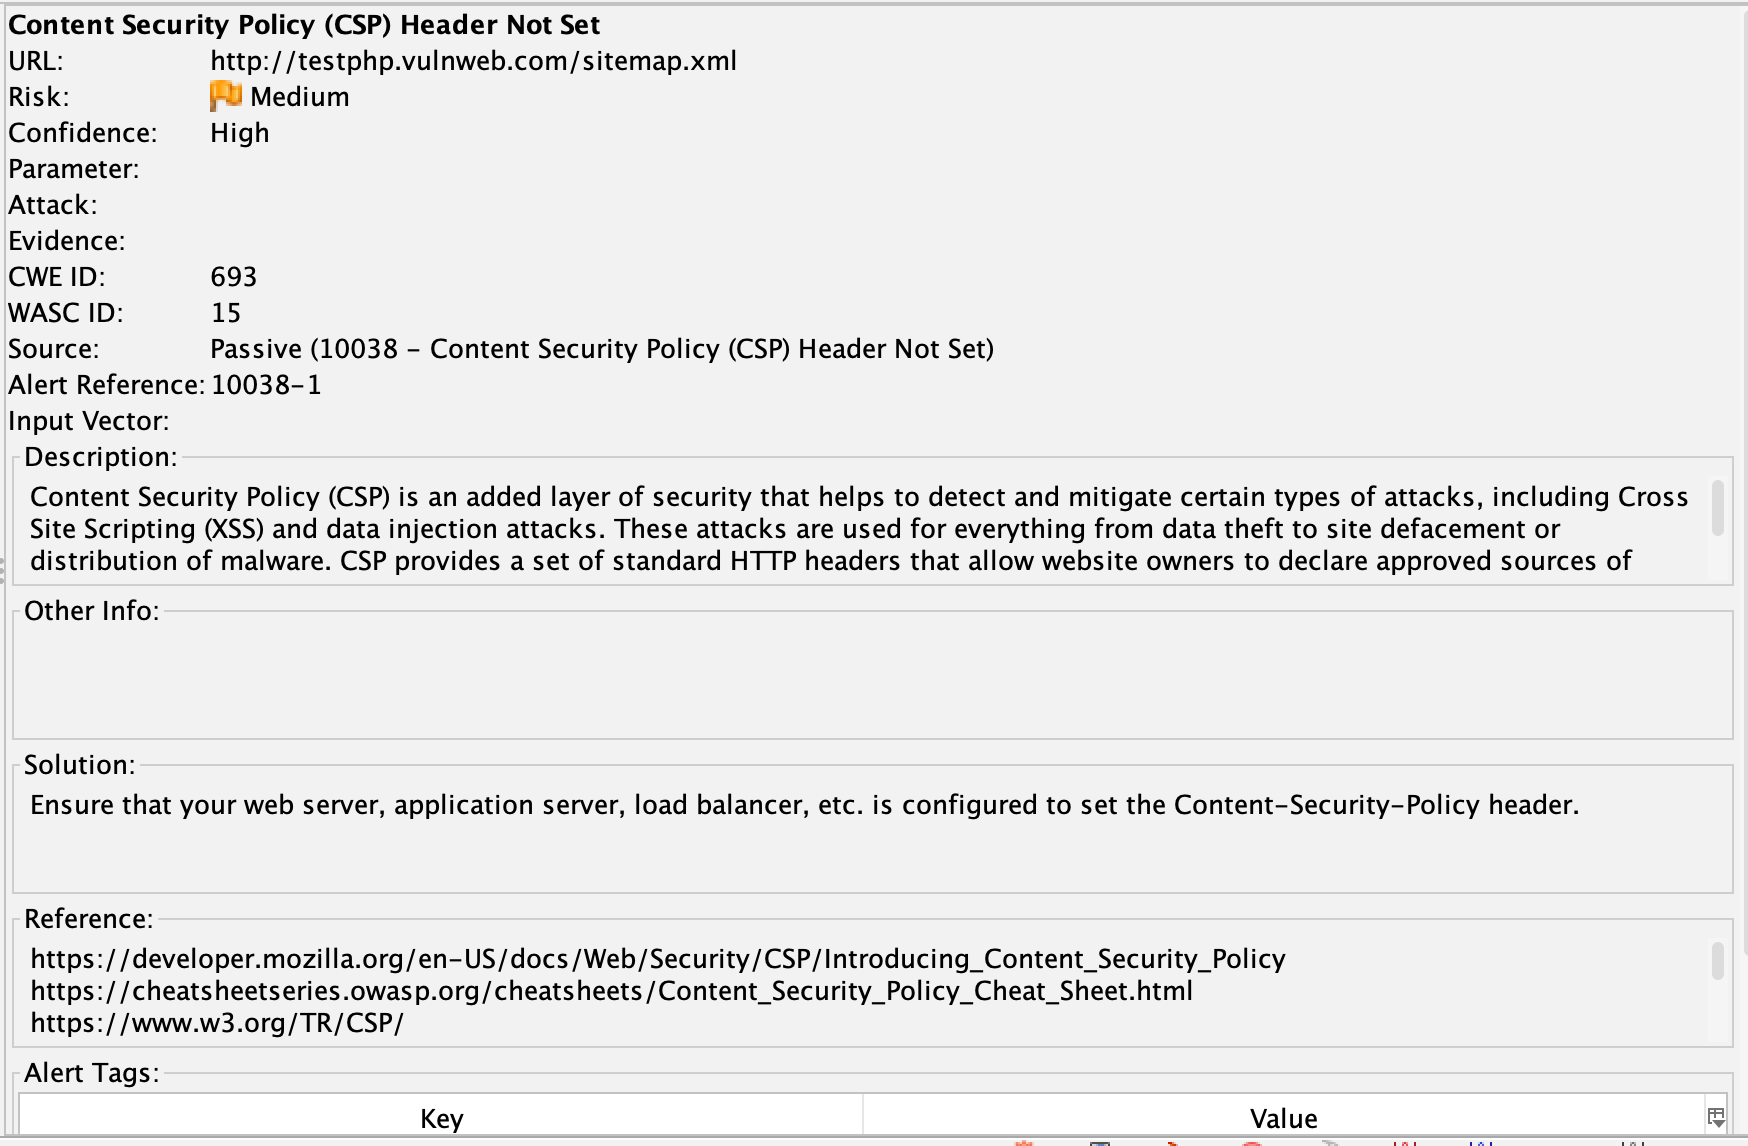 Content Security Policy (CSP) Header Not Set
URL: http://testphp.vulnweb.com/sitemap.xml
Risk: Medium
Confidence: High
Parameter:
Attack:
Evidence:
CWE ID: 693
WASC ID: 15
Source: Passive (10038 – Content Security Policy (CSP) Header Not Set)
Alert Reference: 10038–1
Input Vector:
Description:
Content Security Policy (CSP) is an added layer of security that helps to detect and mitigate certain types of attacks, including Cross
Site Scripting (XSS) and data injection attacks. These attacks are used for everything from data theft to site defacement or
distribution of malware. CSP provides a set of standard HTTP headers that allow website owners to declare approved sources of
Other Info:
Solution:
Ensure that your web server, application server, load balancer, etc. is configured to set the Content–Security–Policy header.
Reference:
https://developer.mozilla.org/en–US/docs/Web/Security/CSP/Introducing_Content_Security_Policy
https://cheatsheetseries.owasp.org/cheatsheets/Content_Security_Policy_Cheat_Sheet.html
https://www.w3.org/TR/CSP/
Alert Tags:
Key Value